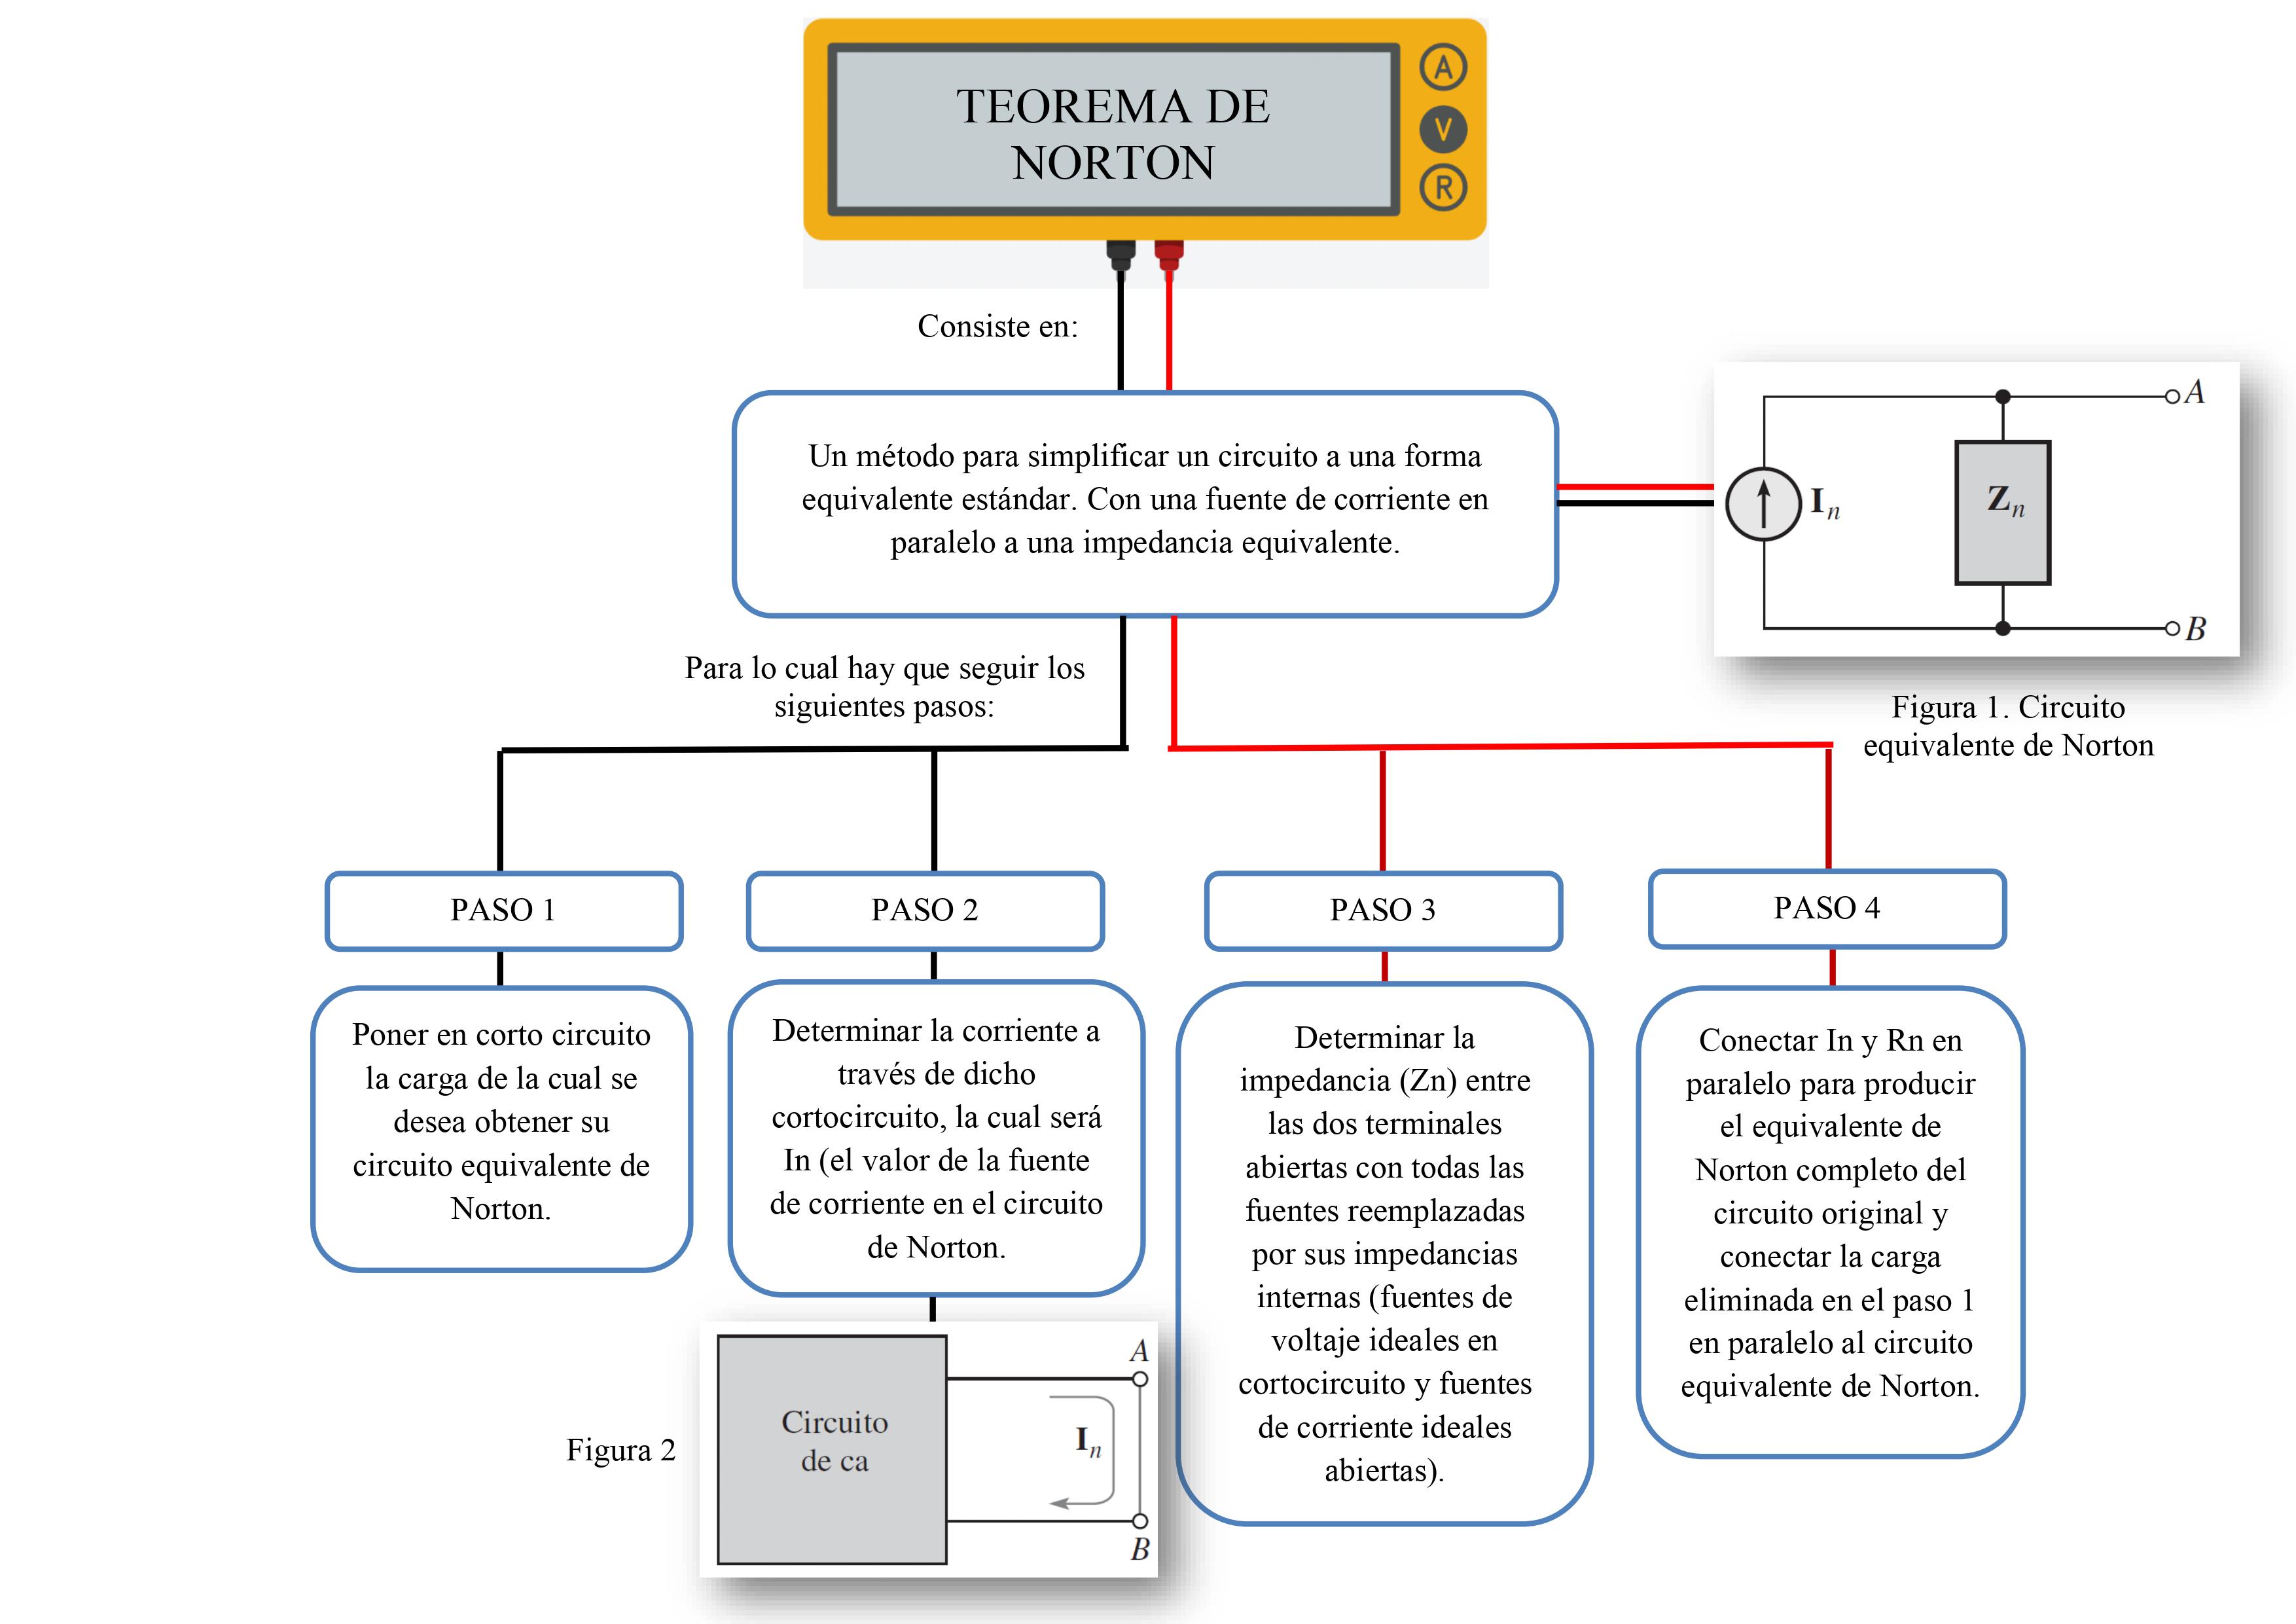 TEOREMA DE
NORTON
A
V
R
Consiste en:
Un método para simplificar un circuito a una forma
equivalente estándar. Con una fuente de corriente en
paralelo a una impedancia equivalente.
A
In
Zn
B
Figura 1. Circuito
equivalente de Norton
Para lo cual hay que seguir los
siguientes pasos:
PASO 1
Poner en corto circuito
la carga de la cual se
desea obtener su
circuito equivalente de
Norton.
PASO 2
Determinar la corriente a
través de dicho
cortocircuito, la cual será
In (el valor de la fuente
de corriente en el circuito
de Norton.
Figura 2
Circuito
de ca
In
A
B
PASO 3
Determinar la
impedancia (Zn) entre
las dos terminales
abiertas con todas las
fuentes reemplazadas
por sus impedancias
internas (fuentes de
voltaje ideales en
cortocircuito y fuentes
de corriente ideales
abiertas).
PASO 4
Conectar In y Rn en
paralelo para producir
el equivalente de
Norton completo del
circuito original y
conectar la carga
eliminada en el paso 1
en paralelo al circuito
equivalente de Norton.